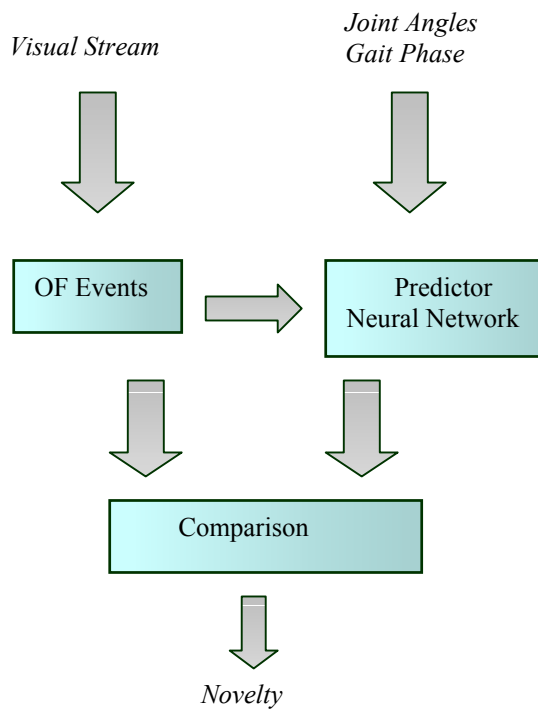 Visual Stream
Joint Angles
Gait Phase
OF Events
Predictor
Neural Network
Comparison
Novelty